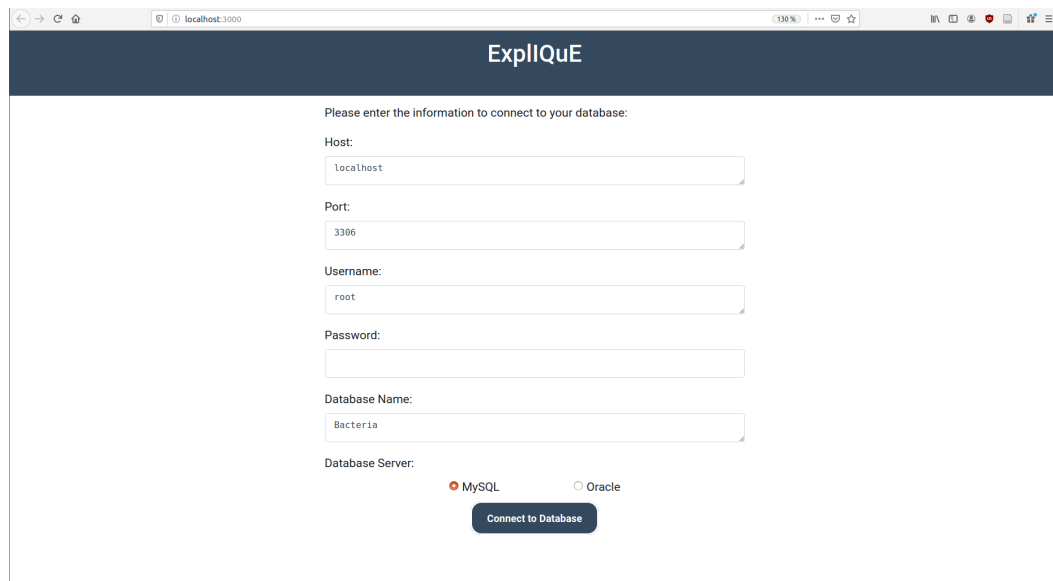 localhost:3000
130%
ExplIQuE
Please enter the information to connect to your database:
Host:
localhost
Port:
3306
Username:
root
Password:
Database Name:
Bacteria
Database Server:
MySQL
Oracle
Connect to Database